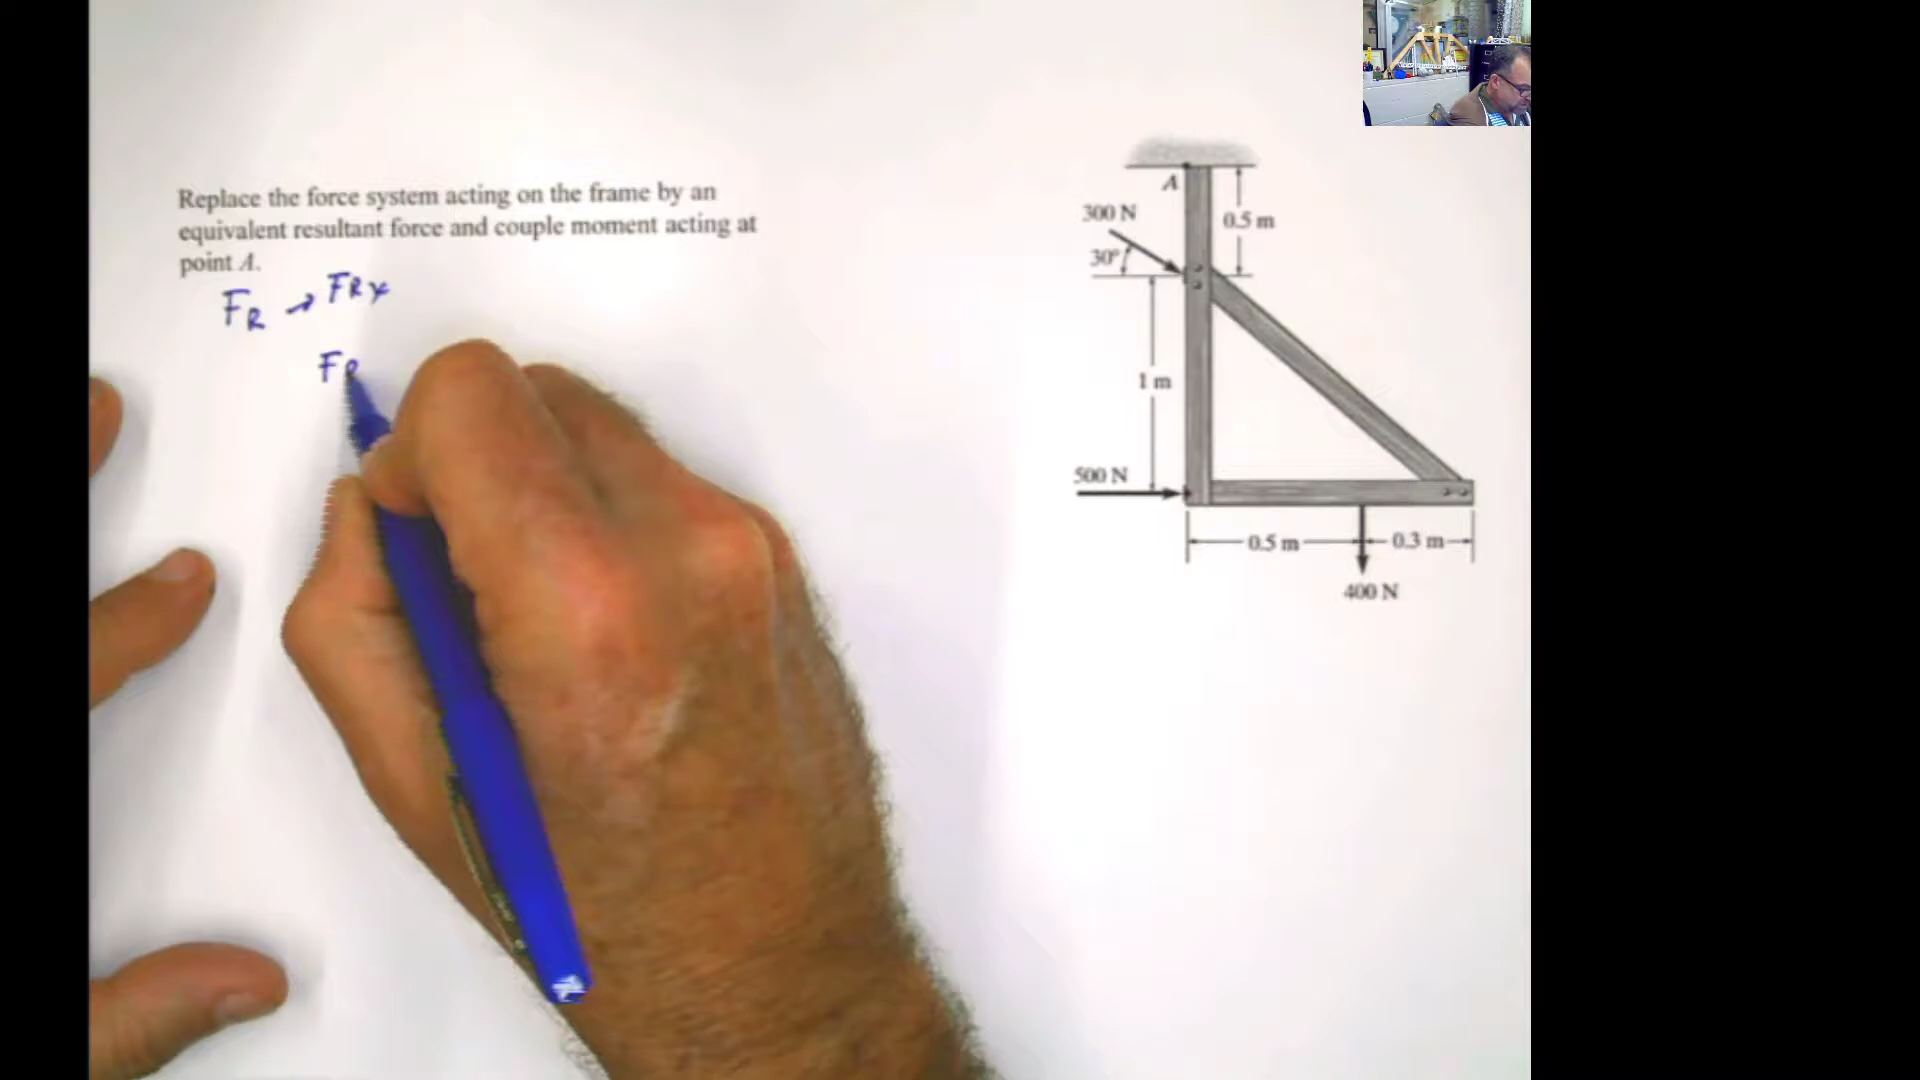 Replace the force system acting on the frame by an
equivalent resultant force and couple moment acting at
point A.
FR → FRx
FR
A
300 N
0.5 m
30°
1 m
500 N
0.5 m
0.3 m
400 N